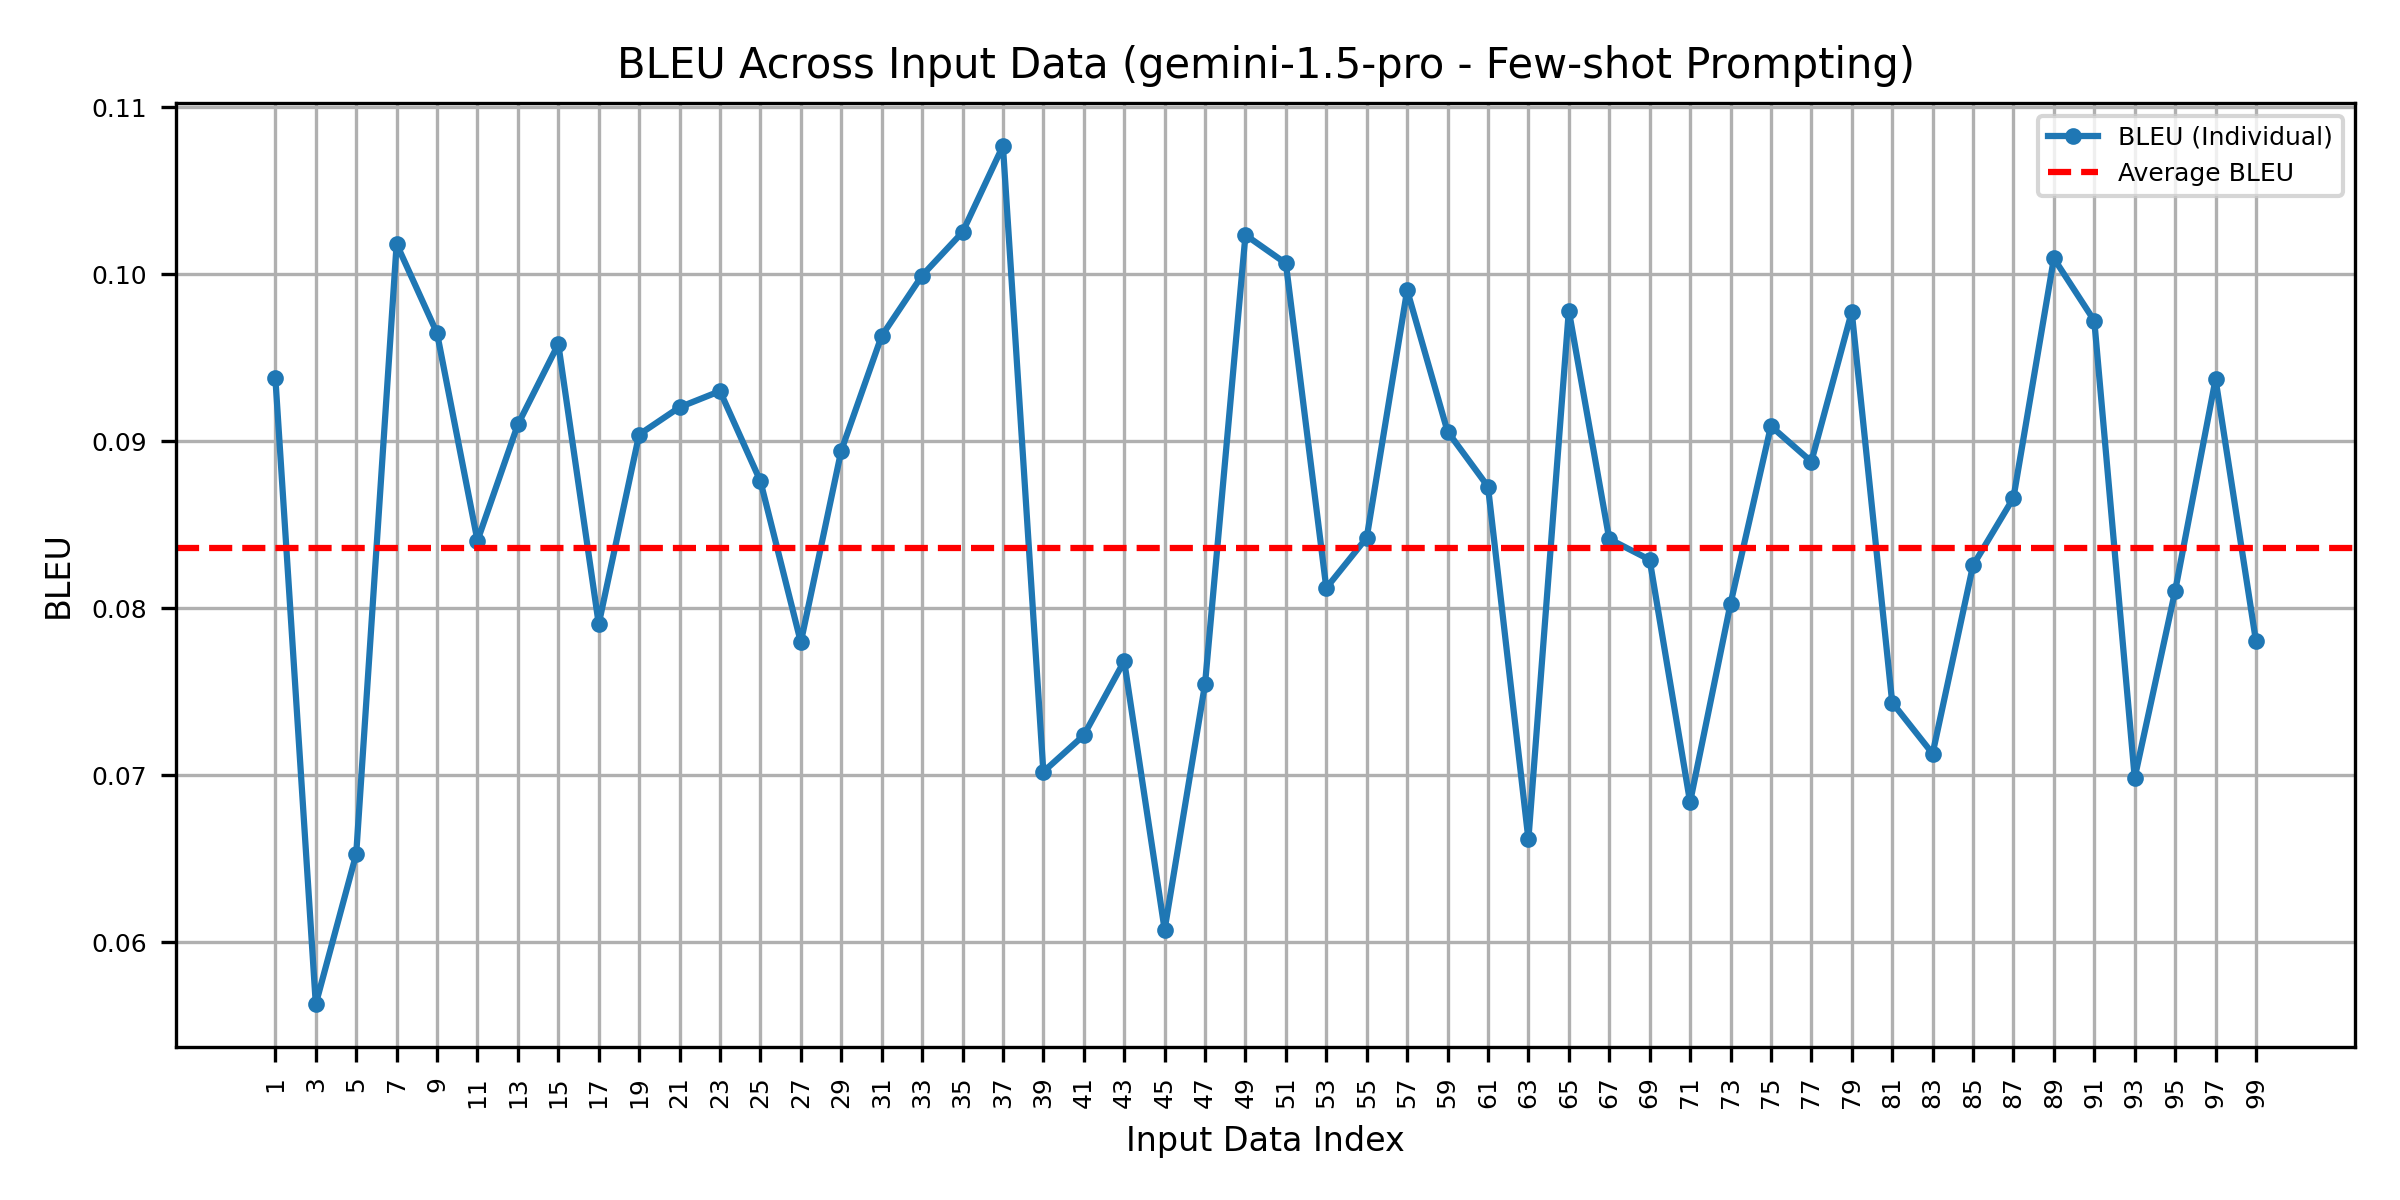 BLEU Across Input Data (gemini-1.5-pro - Few-shot Prompting)
0.11
0.10
0.09
0.08
0.07
0.06
BLEU
BLEU (Individual)
Average BLEU
1 3 5 7 9 11 13 15 17 19 21 23 25 27 29 31 33 35 37 39 41 43 45 47 49 51 53 55 57 59 61 63 65 67 69 71 73 75 77 79 81 83 85 87 89 91 93 95 97 99
Input Data Index